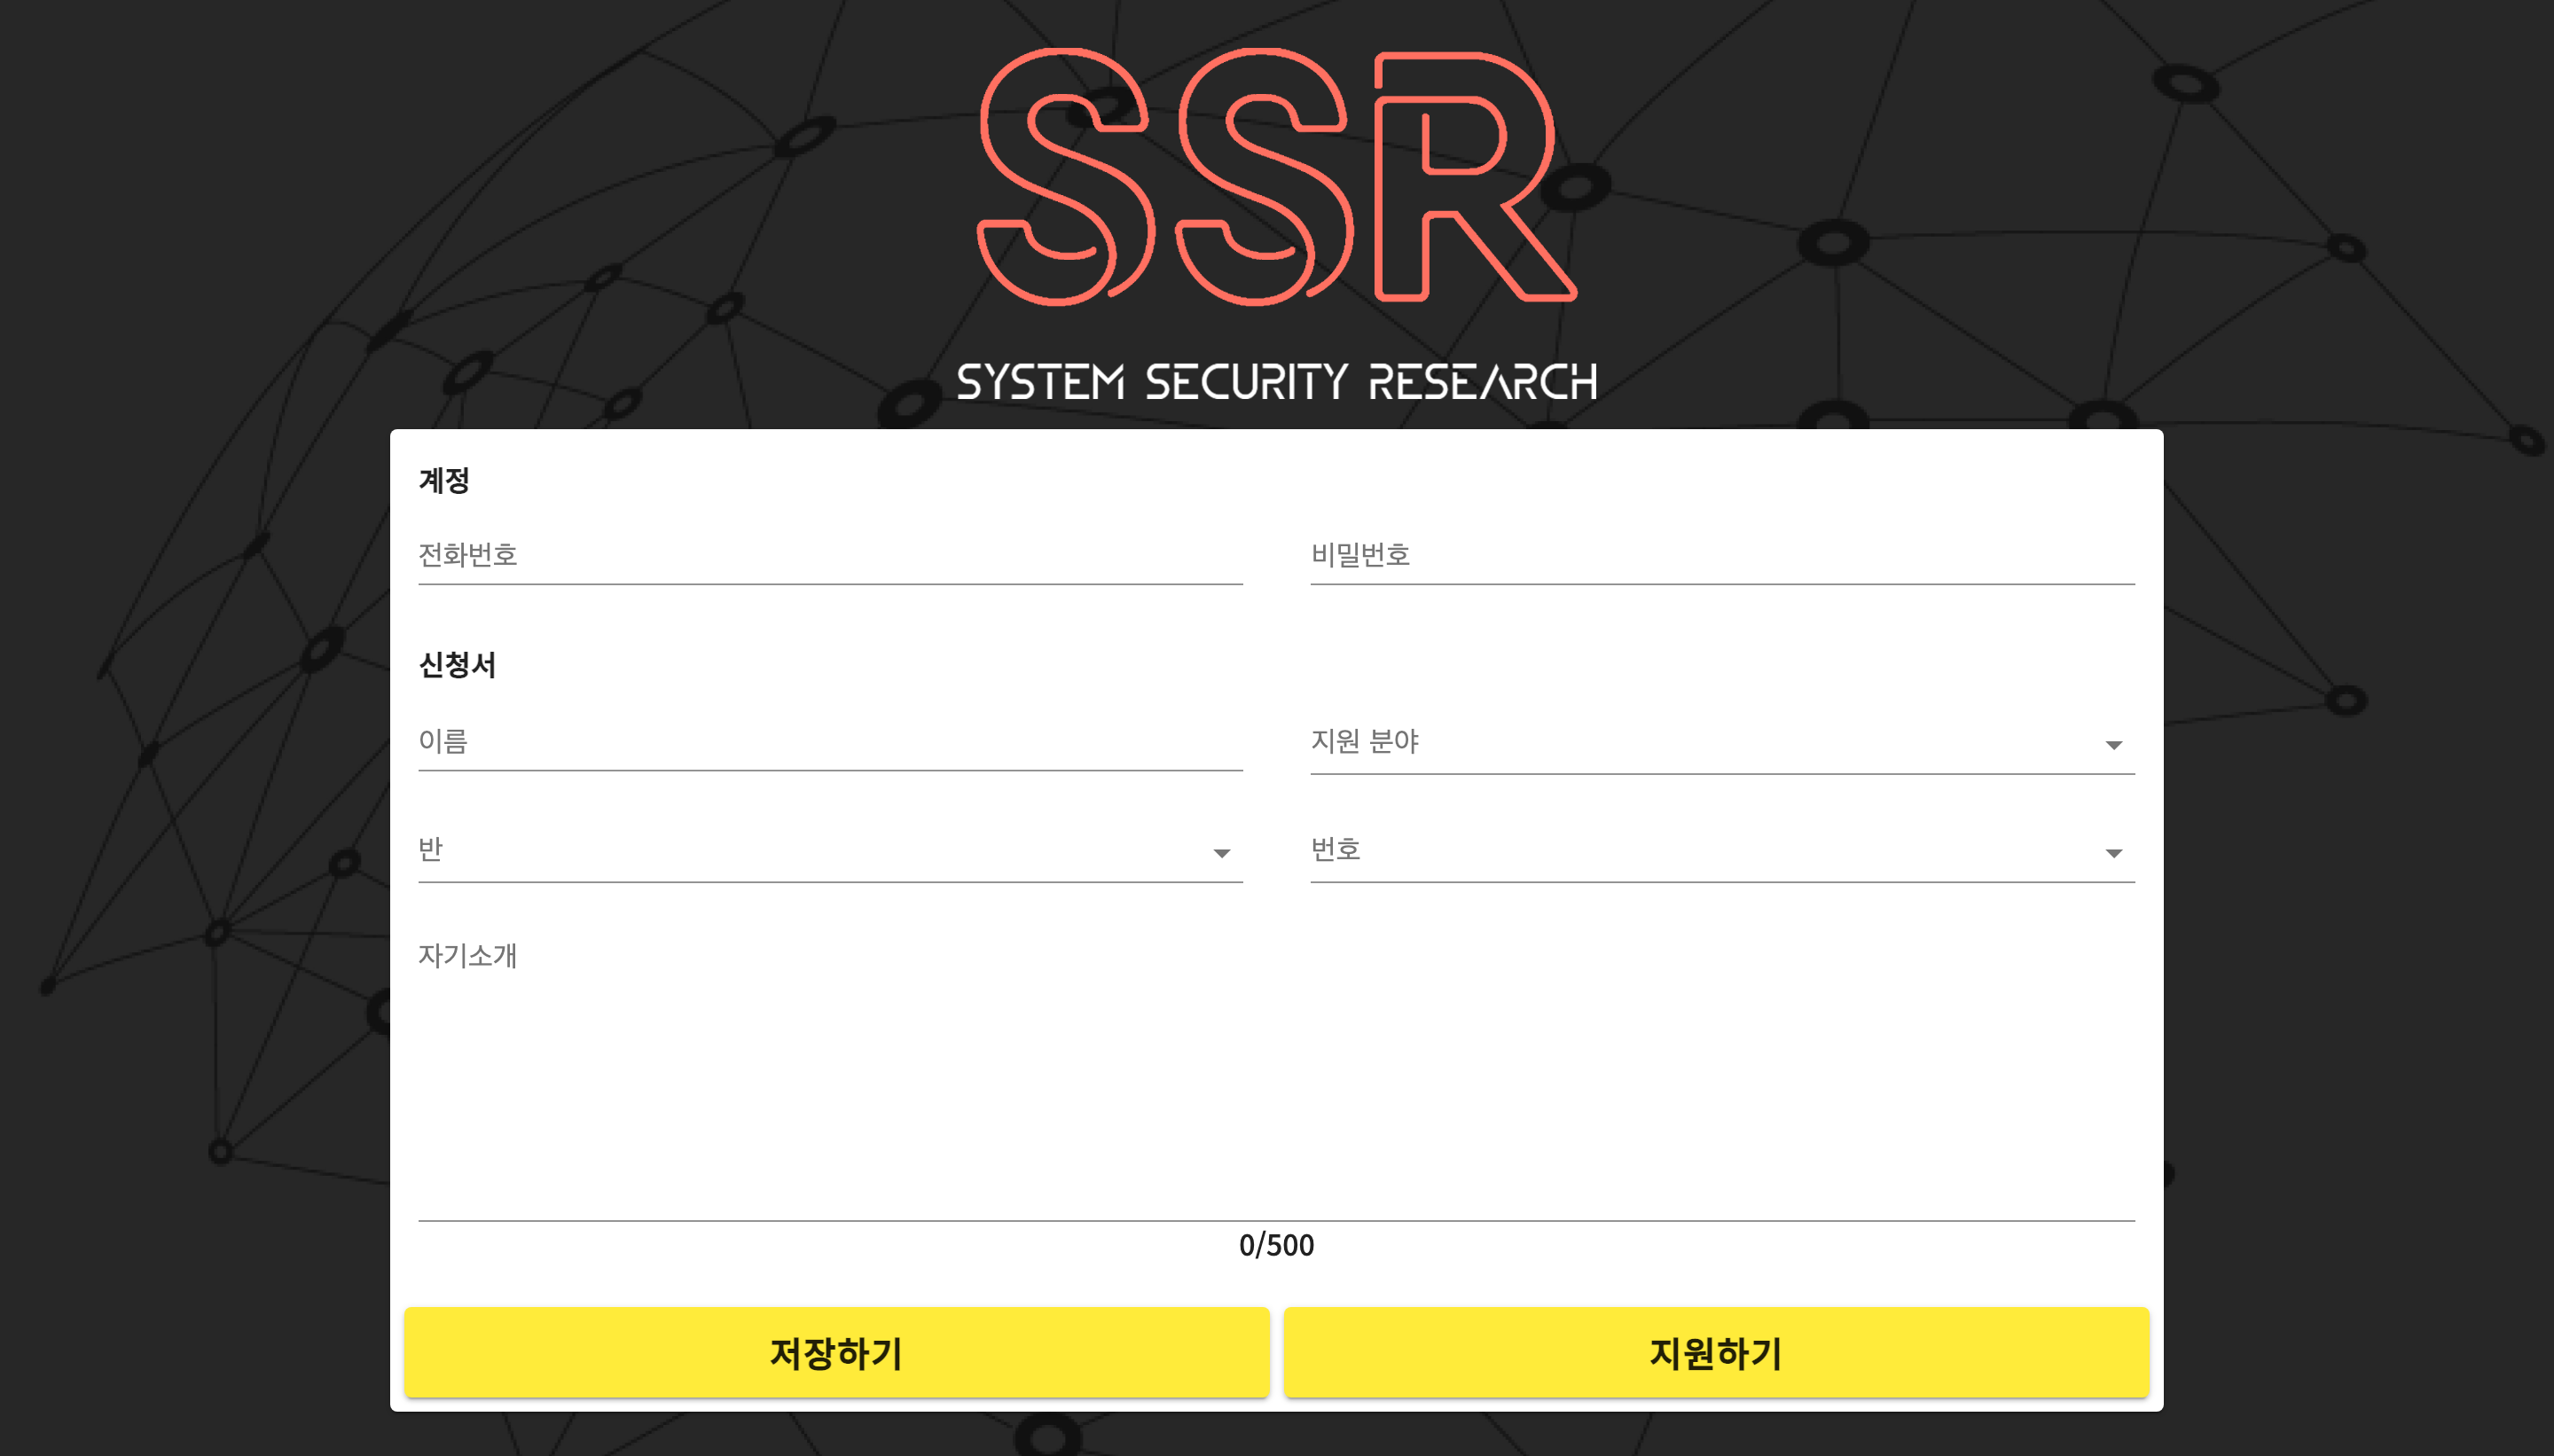 SSR
SYSTEM SECURITY RESEARCH
계정
전화번호 비밀번호
신청서
이름 지원 분야
반 번호
자기소개
0/500
저장하기 지원하기